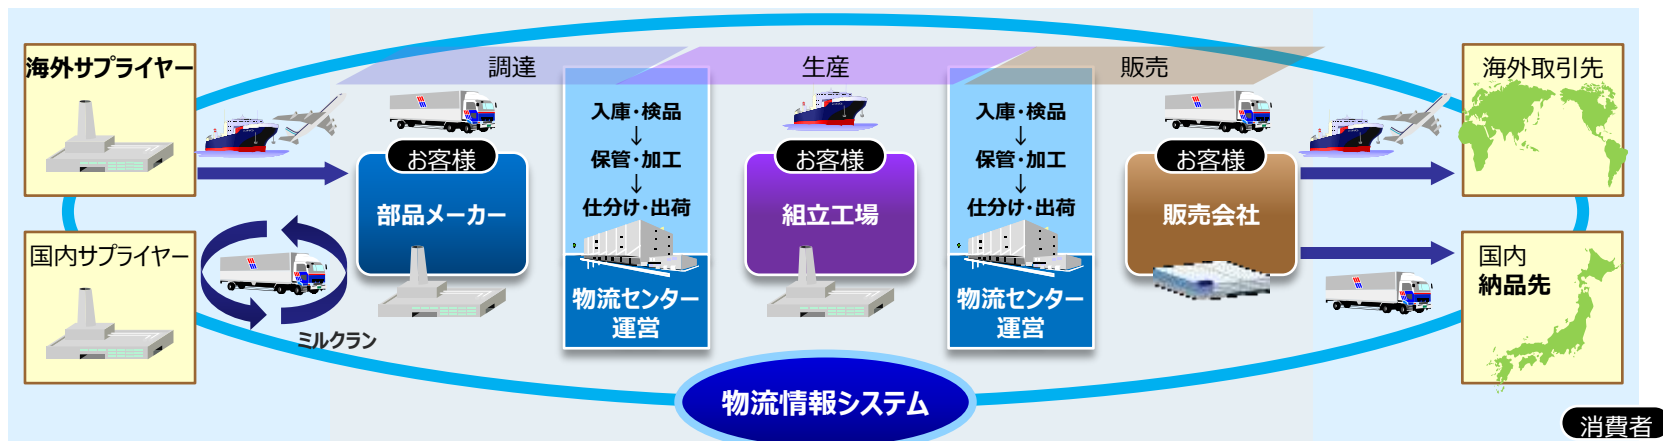 海外サプライヤー
国内サプライヤー
ミルクラン
調達
生産
販売
お客様
部品メーカー
入庫・検品
↓
保管・加工
↓
仕分け・出荷
物流センター
運営
お客様
組立工場
入庫・検品
↓
保管・加工
↓
仕分け・出荷
物流センター
運営
お客様
販売会社
海外取引先
国内
納品先
物流情報システム
消費者